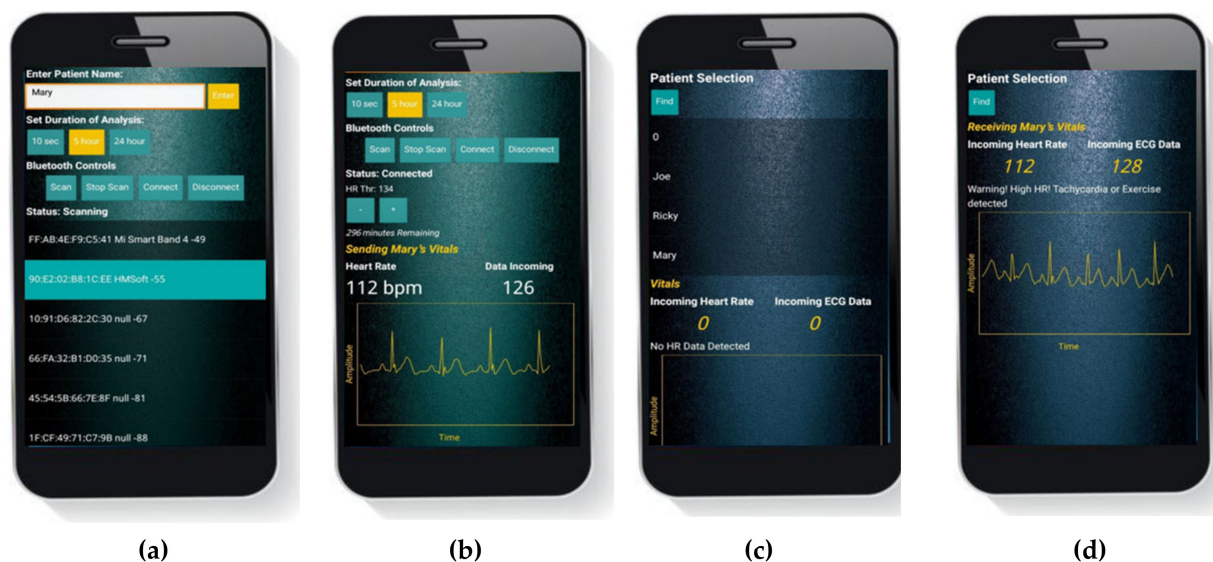 Enter Patient Name:
Mary
Enter
Set Duration of Analysis:
10 sec 5 hour 24 hour
Bluetooth Controls
Scan Stop Scan Connect Disconnect
Status: Scanning
FF:AB:4E:F9:C5:41 Mi Smart Band 4 -49
90:E2:02:B8:1C:EE HMSoft -55
10:91:D6:82:2C:30 null -67
66:FA:32:B1:D0:35 null -71
45:54:5B:66:7E:8F null -81
1F:CF:49:71:C7:9B null -88
(a)
Set Duration of Analysis:
10 sec 5 hour 24 hour
Bluetooth Controls
Scan Stop Scan Connect Disconnect
Status: Connected
HR Thr: 134
- +
296 minutes Remaining
Sending Mary's Vitals
Heart Rate Data Incoming
112 bpm 126
Amplitude
Time
(b)
Patient Selection
Find
0
Joe
Ricky
Mary
Vitals
Incoming Heart Rate Incoming ECG Data
0 0
No HR Data Detected
Amplitude
(c)
Patient Selection
Find
Receiving Mary's Vitals
Incoming Heart Rate Incoming ECG Data
112 128
Warning! High HR! Tachycardia or Exercise
detected
Amplitude
Time
(d)